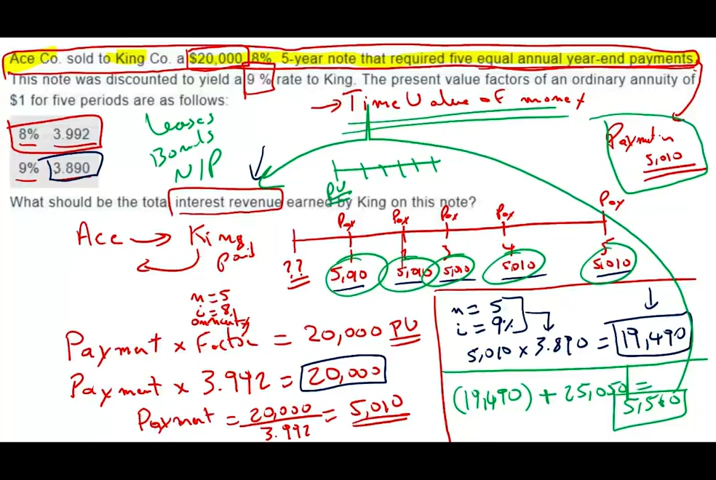 Ace Co. sold to King Co. a $20,000, 8%, 5-year note that required five equal annual year-end payments.
This note was discounted to yield a 9 % rate to King. The present value factors of an ordinary annuity of
$1 for five periods are as follows:
→ Time Value of money
8% 3.992
9% 3.890
Leases
Bonds
N/P
Payment in
5,010
PV
What should be the total interest revenue earned by King on this note?
Ace → King
paid
Pay Pay Pay Pay Pay
3 4 5
?? 5,010 5,010 5,010 5,010 5,010
n=5
i=8%
annuity
Payment x Factor = 20,000 PV
Payment x 3.992 = 20,000
Payment = 20,000 / 3.992 = 5,010
n = 5
i = 9%
5,010 x 3.890 = 19,490
(19,490) + 25,050 =
5,560